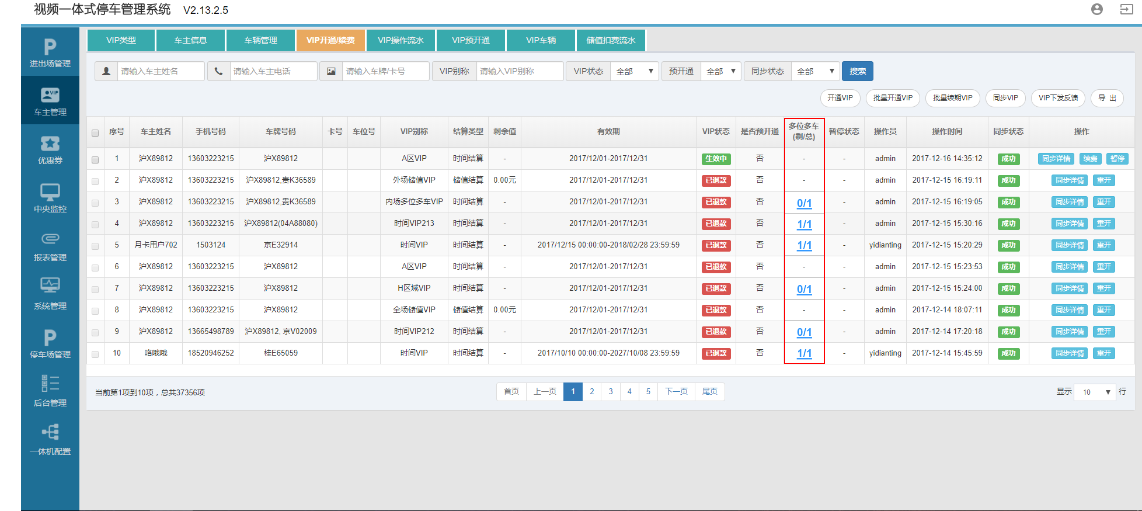 视频一体式停车管理系统 V2.13.2.5
进出场管理
车主管理
优惠券
中央监控
报表管理
系统管理
停车场管理
后台管理
一体机配置
VIP类型 车主信息 车辆管理 VIP开通/续费 VIP操作流水 VIP预开通 VIP车辆 储值扣费流水
请输入车主姓名 请输入车主电话 请输入车牌/卡号 VIP别称 请输入VIP别称 VIP状态 全部 预开通 全部 同步状态 全部 搜索
开通VIP 批量开通VIP 批量续期VIP 同步VIP VIP下发反馈 导 出
序号 车主姓名 手机号码 车牌号码 卡号 车位号 VIP别称 结算类型 剩余值 有效期 VIP状态 是否预开通 多位多车(剩/总) 暂停状态 操作员 操作时间 同步状态 操作
1 沪X89812 13603223215 沪X89812 A区VIP 时间结算 - 2017/12/01-2017/12/31 生效中 否 - - admin 2017-12-16 14:35:12 成功 同步详情 续费 暂停
2 沪X89812 13603223215 沪X89812,贵K36589 外场储值VIP 储值结算 0.00元 2017/12/01-2017/12/31 已退款 否 - - admin 2017-12-15 16:19:11 成功 同步详情 重开
3 沪X89812 13603223215 沪X89812,贵K36589 内场多位多车VIP 时间结算 - 2017/12/01-2017/12/31 已退款 否 0/1 - admin 2017-12-15 16:19:05 成功 同步详情 重开
4 沪X89812 13603223215 沪X89812(04A88080) 时间VIP213 时间结算 - 2017/12/01-2017/12/31 已退款 否 1/1 - admin 2017-12-15 15:30:16 成功 同步详情 重开
5 月卡用户702 1503124 京E32914 时间VIP 时间结算 - 2017/12/15 00:00:00-2018/02/28 23:59:59 已退款 否 1/1 - yidianting 2017-12-15 15:20:29 成功 同步详情 重开
6 沪X89812 13603223215 沪X89812 A区VIP 时间结算 - 2017/12/01-2017/12/31 已退款 否 - - admin 2017-12-15 15:23:53 成功 同步详情 重开
7 沪X89812 13603223215 沪X89812 H区域VIP 时间结算 - 2017/12/01-2017/12/31 已退款 否 0/1 - admin 2017-12-15 15:24:00 成功 同步详情 重开
8 沪X89812 13603223215 沪X89812 全场储值VIP 储值结算 0.00元 2017/12/01-2017/12/31 已退款 否 - - admin 2017-12-14 18:07:11 成功 同步详情 重开
9 沪X89812 13665498789 沪X89812,京V02009 时间VIP212 时间结算 - 2017/12/01-2017/12/31 已退款 否 0/1 - admin 2017-12-14 17:20:18 成功 同步详情 重开
10 18520946252 桂E65059 时间VIP 时间结算 - 2017/10/10 00:00:00-2027/10/08 23:59:59 已退款 否 1/1 - yidianting 2017-12-14 15:45:59 成功 同步详情 重开
当前第1项到10项，总共37356项 首页 上一页 1 2 3 4 5 下一页 尾页 显示 10 行